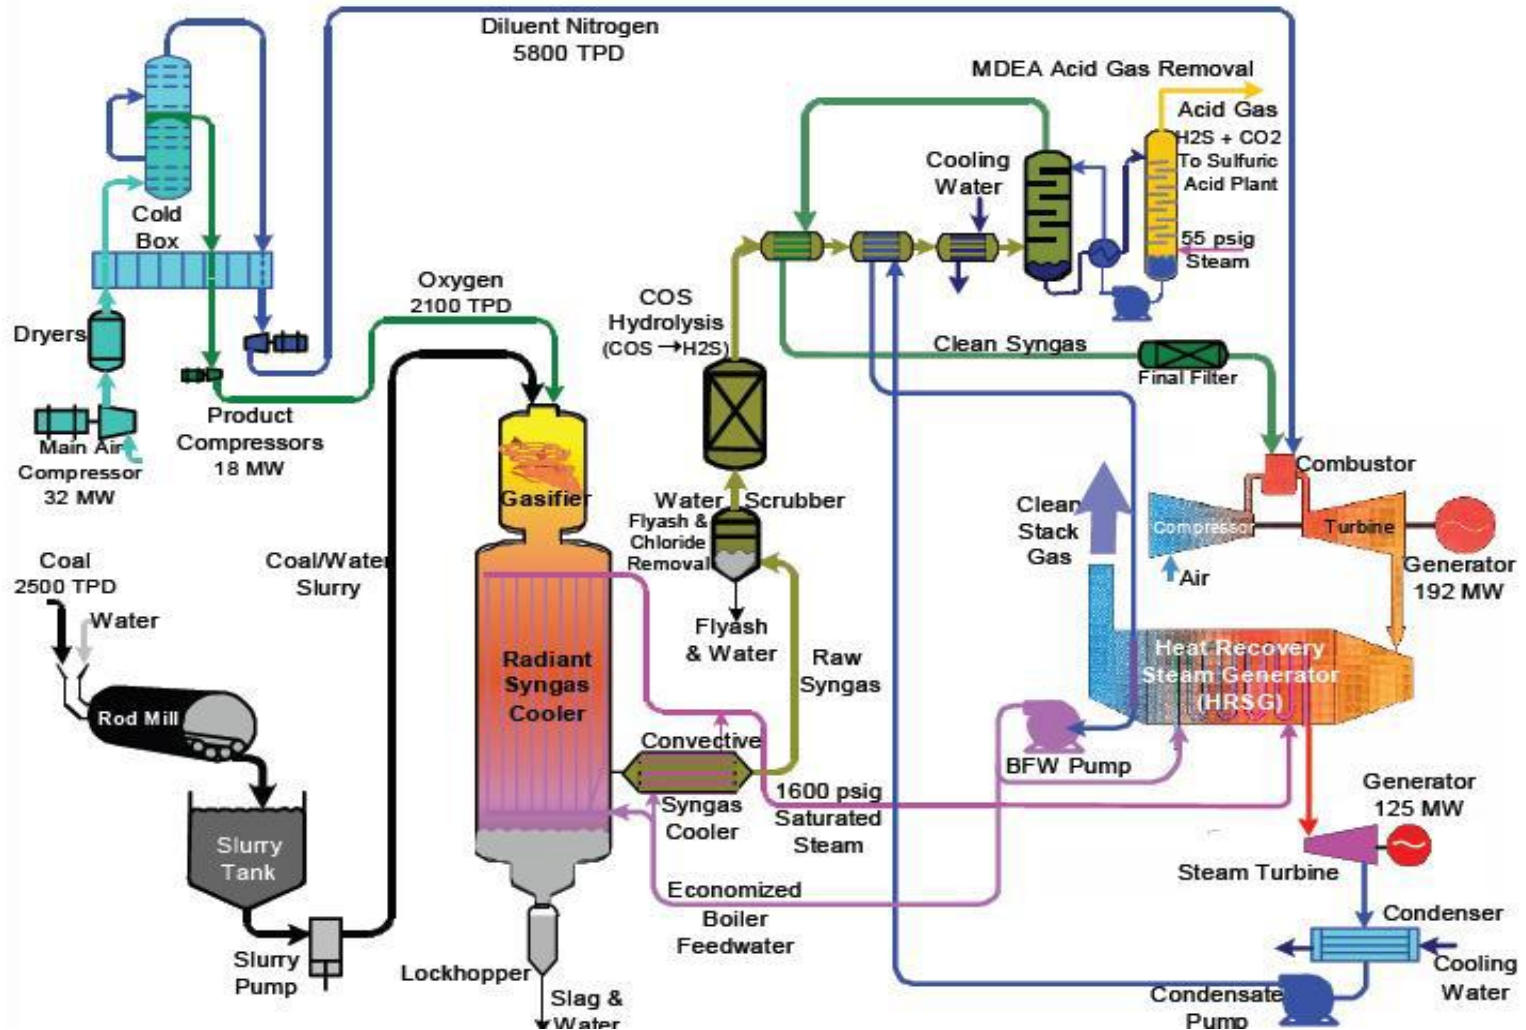 Diluent Nitrogen
5800 TPD
MDEA Acid Gas Removal
Acid Gas
H2S + CO2
To Sulfuric
Acid Plant
Cooling
Water
55 psig
Steam
Cold
Box
Dryers
Oxygen
2100 TPD
COS
Hydrolysis
(COS →H2S)
Clean Syngas
Final Filter
Main Air
Compressor
32 MW
Product
Compressors
18 MW
Gasifier
Water Scrubber
Flyash &
Chloride
Removal
Clean
Stack
Gas
Combustor
Compressor
Turbine
Air
Generator
192 MW
Coal
2500 TPD
Water
Coal/Water
Slurry
Flyash
& Water
Raw
Syngas
Radiant
Syngas
Cooler
Heat Recovery
Steam Generator
(HRSG)
Rod Mill
Convective
Syngas
Cooler
1600 psig
Saturated
Steam
BFW Pump
Generator
125 MW
Slurry
Tank
Steam Turbine
Economized
Boiler
Feedwater
Condenser
Cooling
Water
Slurry
Pump
Lockhopper
Slag &
Water
Condensate
Pump